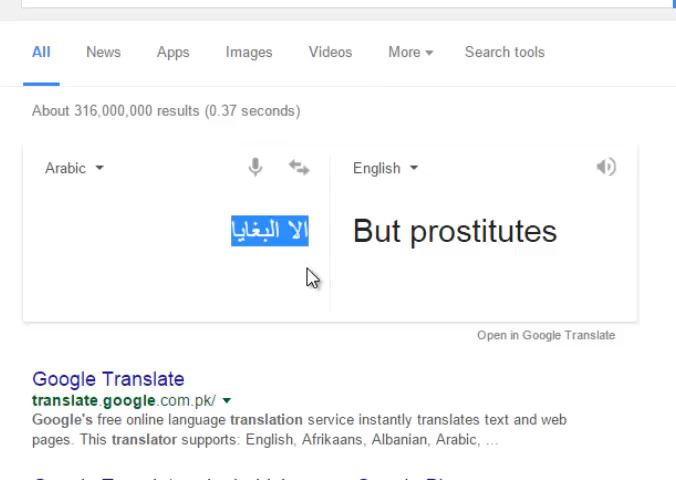 All News Apps Images Videos More Search tools
About 316,000,000 results (0.37 seconds)
Arabic English
الا البغايا
But prostitutes
Open in Google Translate
Google Translate
translate.google.com.pk/
Google's free online language translation service instantly translates text and web
pages. This translator supports: English, Afrikaans, Albanian, Arabic, ...